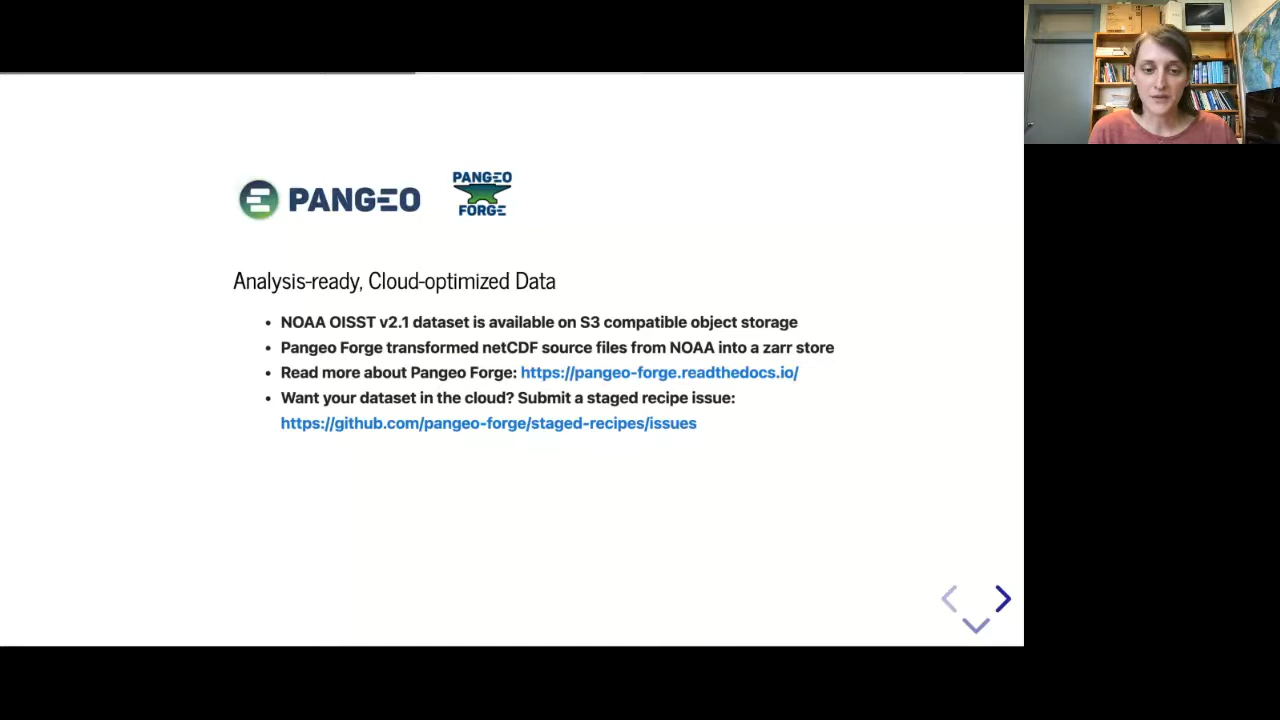 PANGEO
PANGEO
FORGE
Analysis-ready, Cloud-optimized Data
• NOAA OISST v2.1 dataset is available on S3 compatible object storage
• Pangeo Forge transformed netCDF source files from NOAA into a zarr store
• Read more about Pangeo Forge: https://pangeo-forge.readthedocs.io/
• Want your dataset in the cloud? Submit a staged recipe issue:
https://github.com/pangeo-forge/staged-recipes/issues